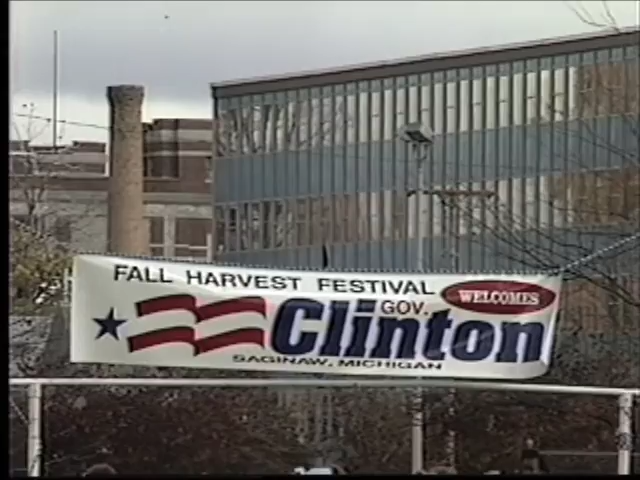 FALL HARVEST FESTIVAL
WELCOMES
GOV.
Clinton
SAGINAW, MICHIGAN